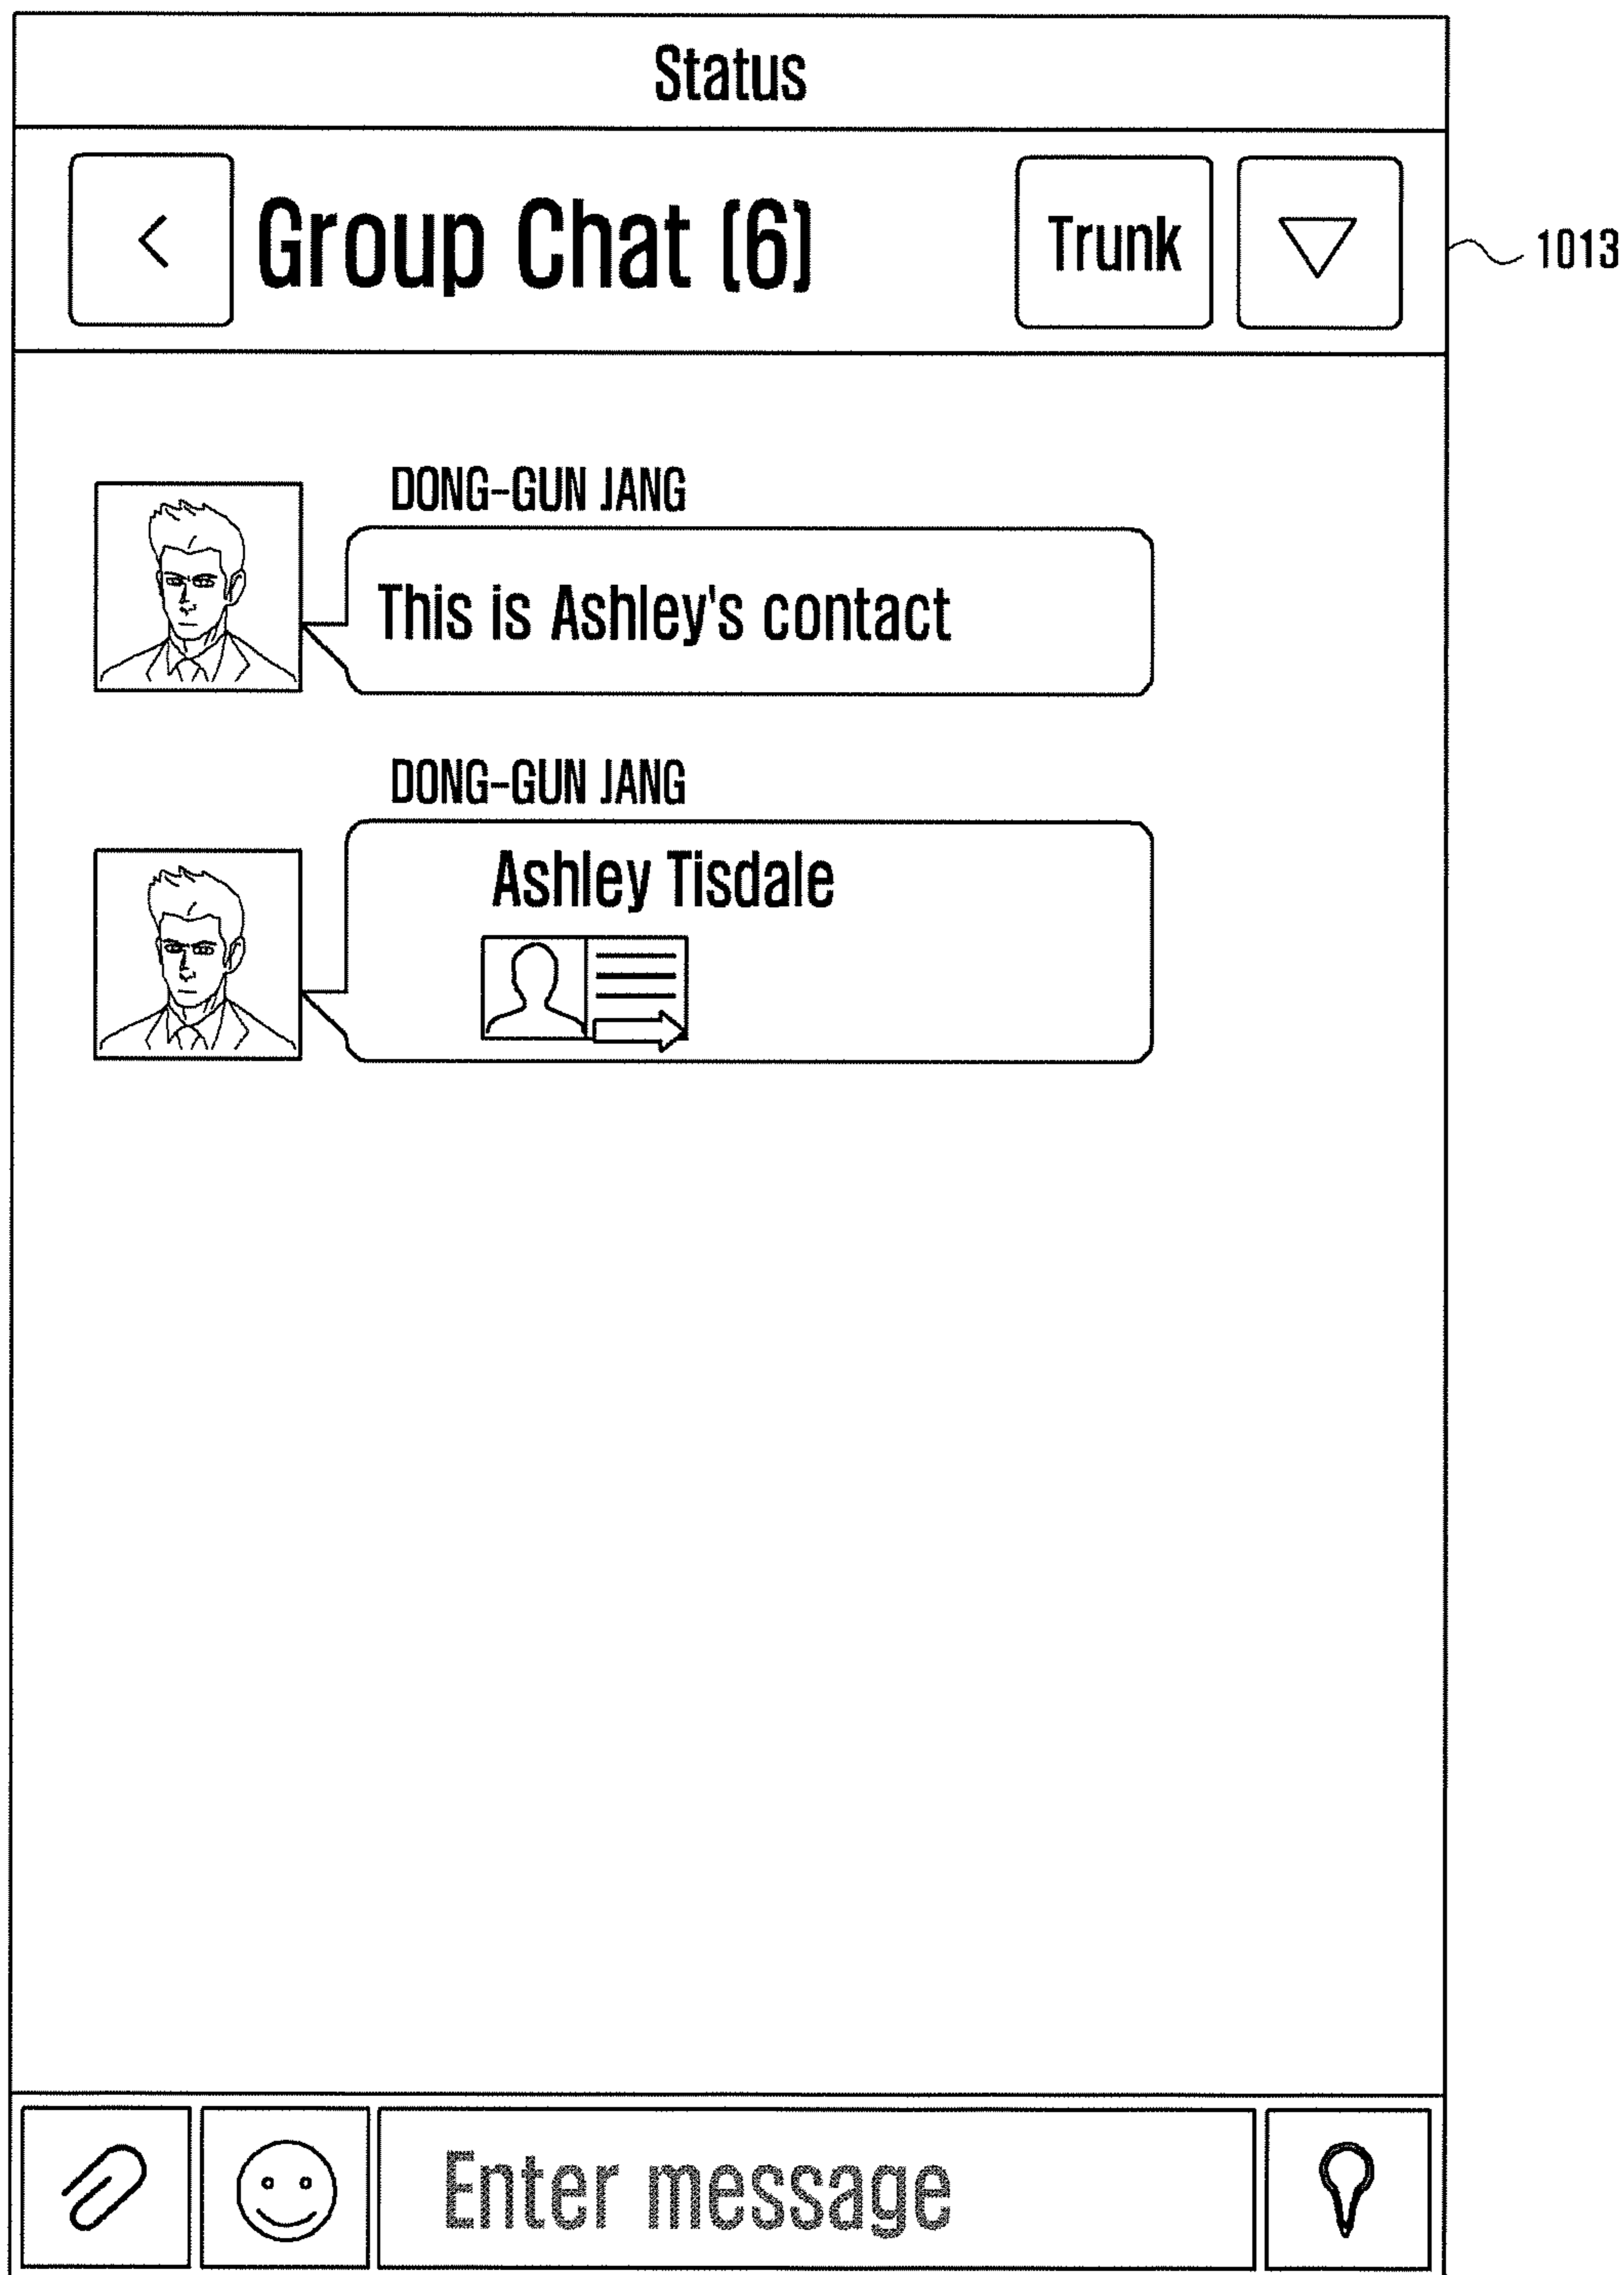 Status
Group Chat (6)
Trunk
1013
DONG-GUN JANG
This is Ashley's contact
DONG-GUN JANG
Ashley Tisdale
Enter message